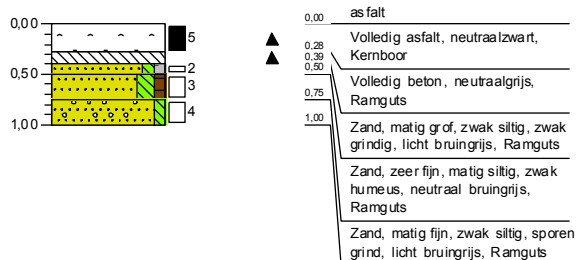 0,00
0,50
1,00
5
2
3
4
0,00
0,28
0,39
0,50
0,75
1,00
asfalt
Volledig asfalt, neutraalzwart,
Kernboor
Volledig beton, neutraalgrijs,
Ramguts
Zand, matig grof, zwak siltig, zwak
grindig, licht bruingrijs, Ramguts
Zand, zeer fijn, matig siltig, zwak
humeus, neutraal bruingrijs,
Ramguts
Zand, matig fijn, zwak siltig, sporen
grind, licht bruingrijs, Ramguts